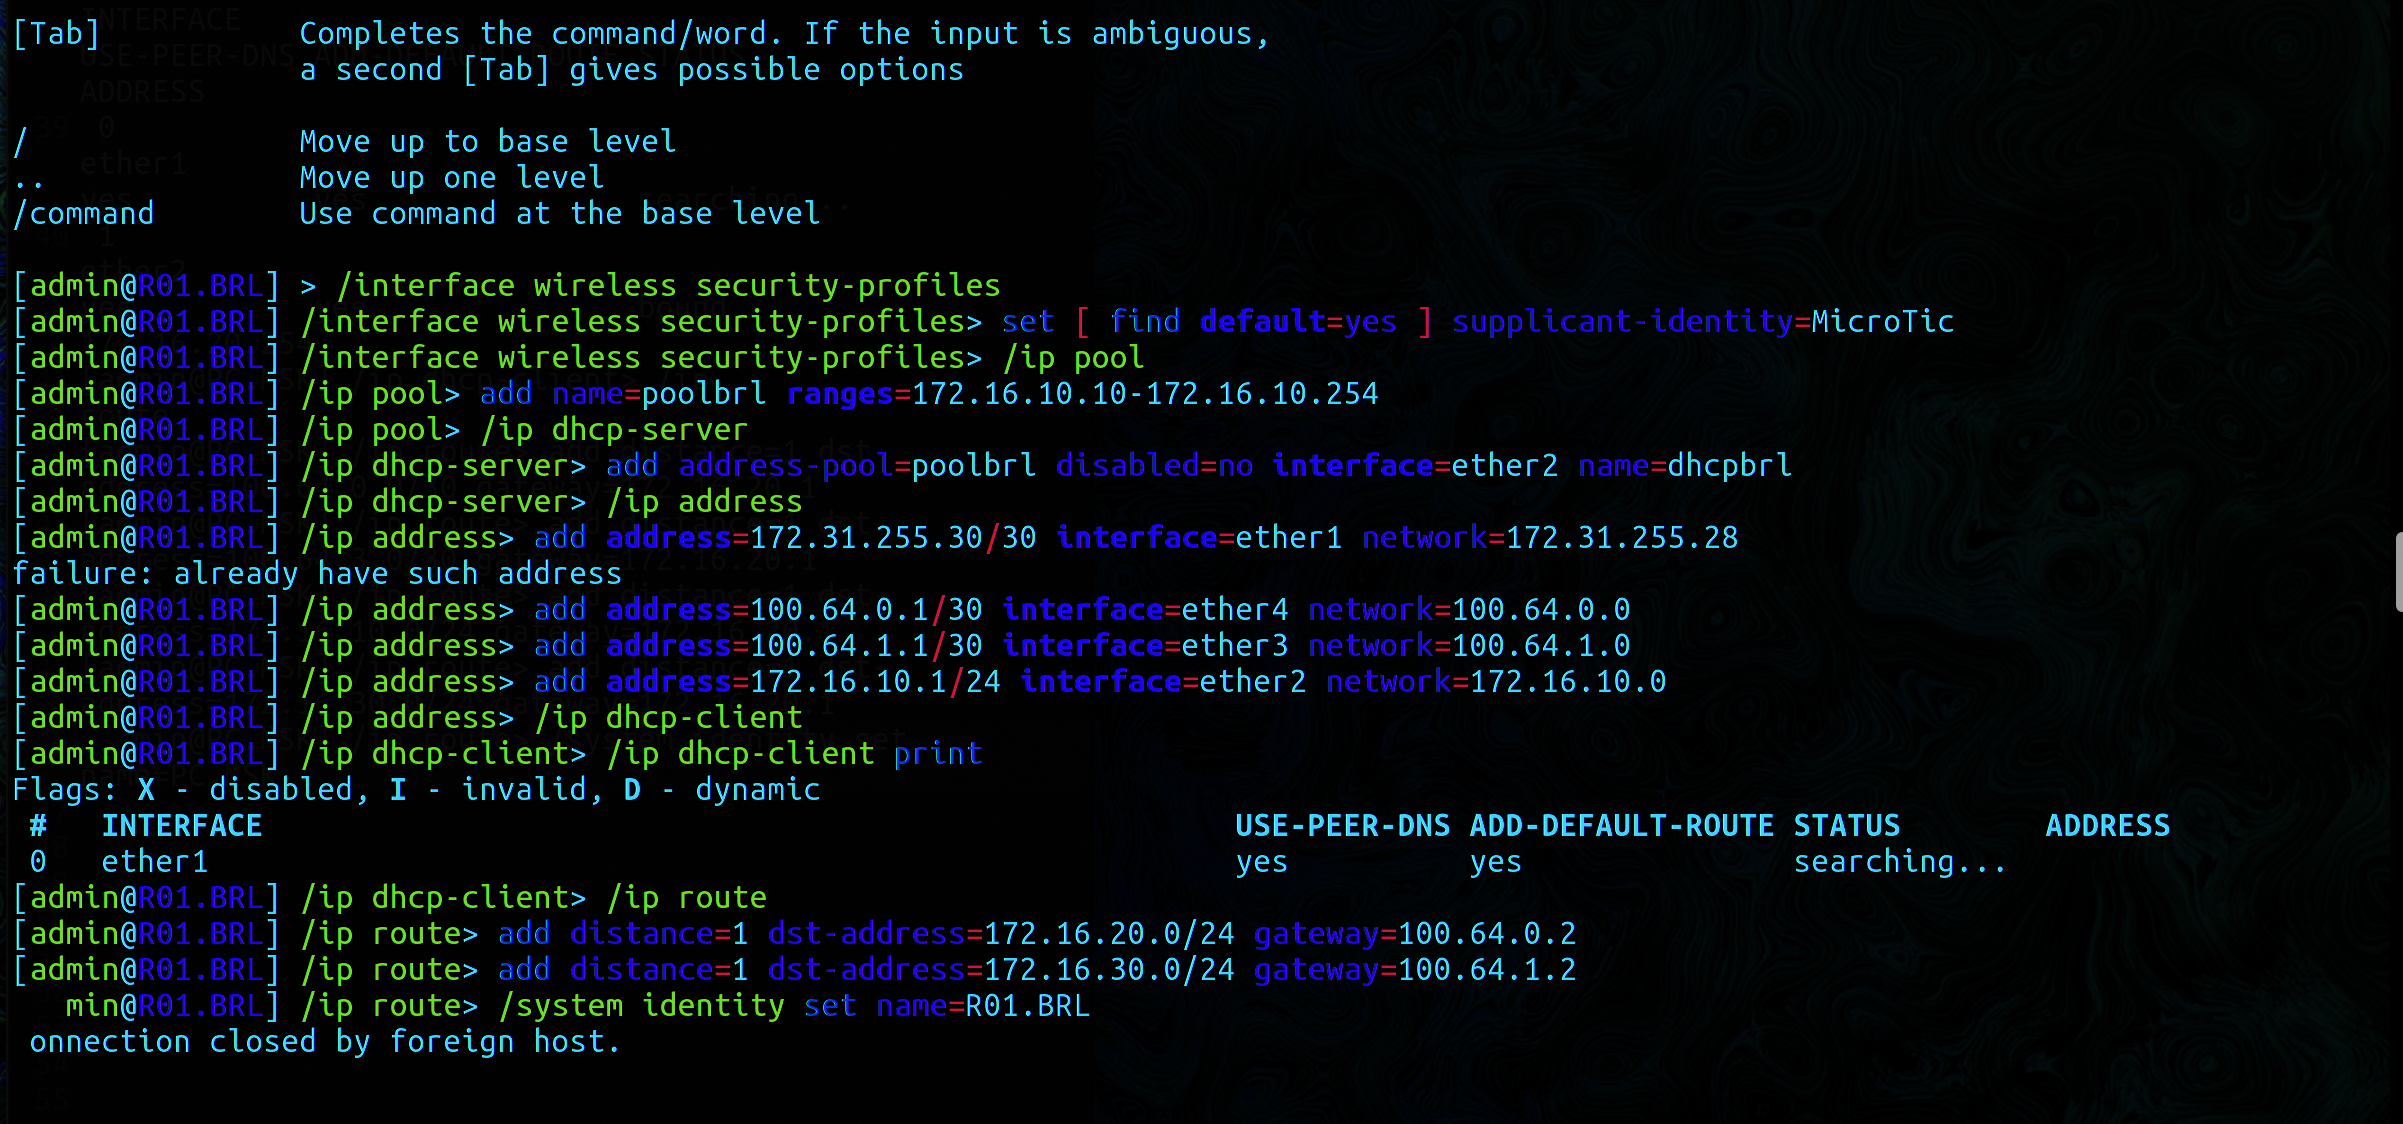 [Tab]           Completes the command/word. If the input is ambiguous,
                a second [Tab] gives possible options
/               Move up to base level
..              Move up one level
/command        Use command at the base level
[admin@R01.BRL] > /interface wireless security-profiles
[admin@R01.BRL] /interface wireless security-profiles> set [ find default=yes ] supplicant-identity=MicroTic
[admin@R01.BRL] /interface wireless security-profiles> /ip pool
[admin@R01.BRL] /ip pool> add name=poolbrl ranges=172.16.10.10-172.16.10.254
[admin@R01.BRL] /ip pool> /ip dhcp-server
[admin@R01.BRL] /ip dhcp-server> add address-pool=poolbrl disabled=no interface=ether2 name=dhcpbrl
[admin@R01.BRL] /ip dhcp-server> /ip address
[admin@R01.BRL] /ip address> add address=172.31.255.30/30 interface=ether1 network=172.31.255.28
failure: already have such address
[admin@R01.BRL] /ip address> add address=100.64.0.1/30 interface=ether4 network=100.64.0.0
[admin@R01.BRL] /ip address> add address=100.64.1.1/30 interface=ether3 network=100.64.1.0
[admin@R01.BRL] /ip address> add address=172.16.10.1/24 interface=ether2 network=172.16.10.0
[admin@R01.BRL] /ip address> /ip dhcp-client
[admin@R01.BRL] /ip dhcp-client> /ip dhcp-client print
Flags: X - disabled, I - invalid, D - dynamic
 #   INTERFACE                                                      USE-PEER-DNS ADD-DEFAULT-ROUTE STATUS        ADDRESS
 0   ether1                                                         yes          yes               searching...
[admin@R01.BRL] /ip dhcp-client> /ip route
[admin@R01.BRL] /ip route> add distance=1 dst-address=172.16.20.0/24 gateway=100.64.0.2
[admin@R01.BRL] /ip route> add distance=1 dst-address=172.16.30.0/24 gateway=100.64.1.2
min@R01.BRL] /ip route> /system identity set name=R01.BRL
onnection closed by foreign host.